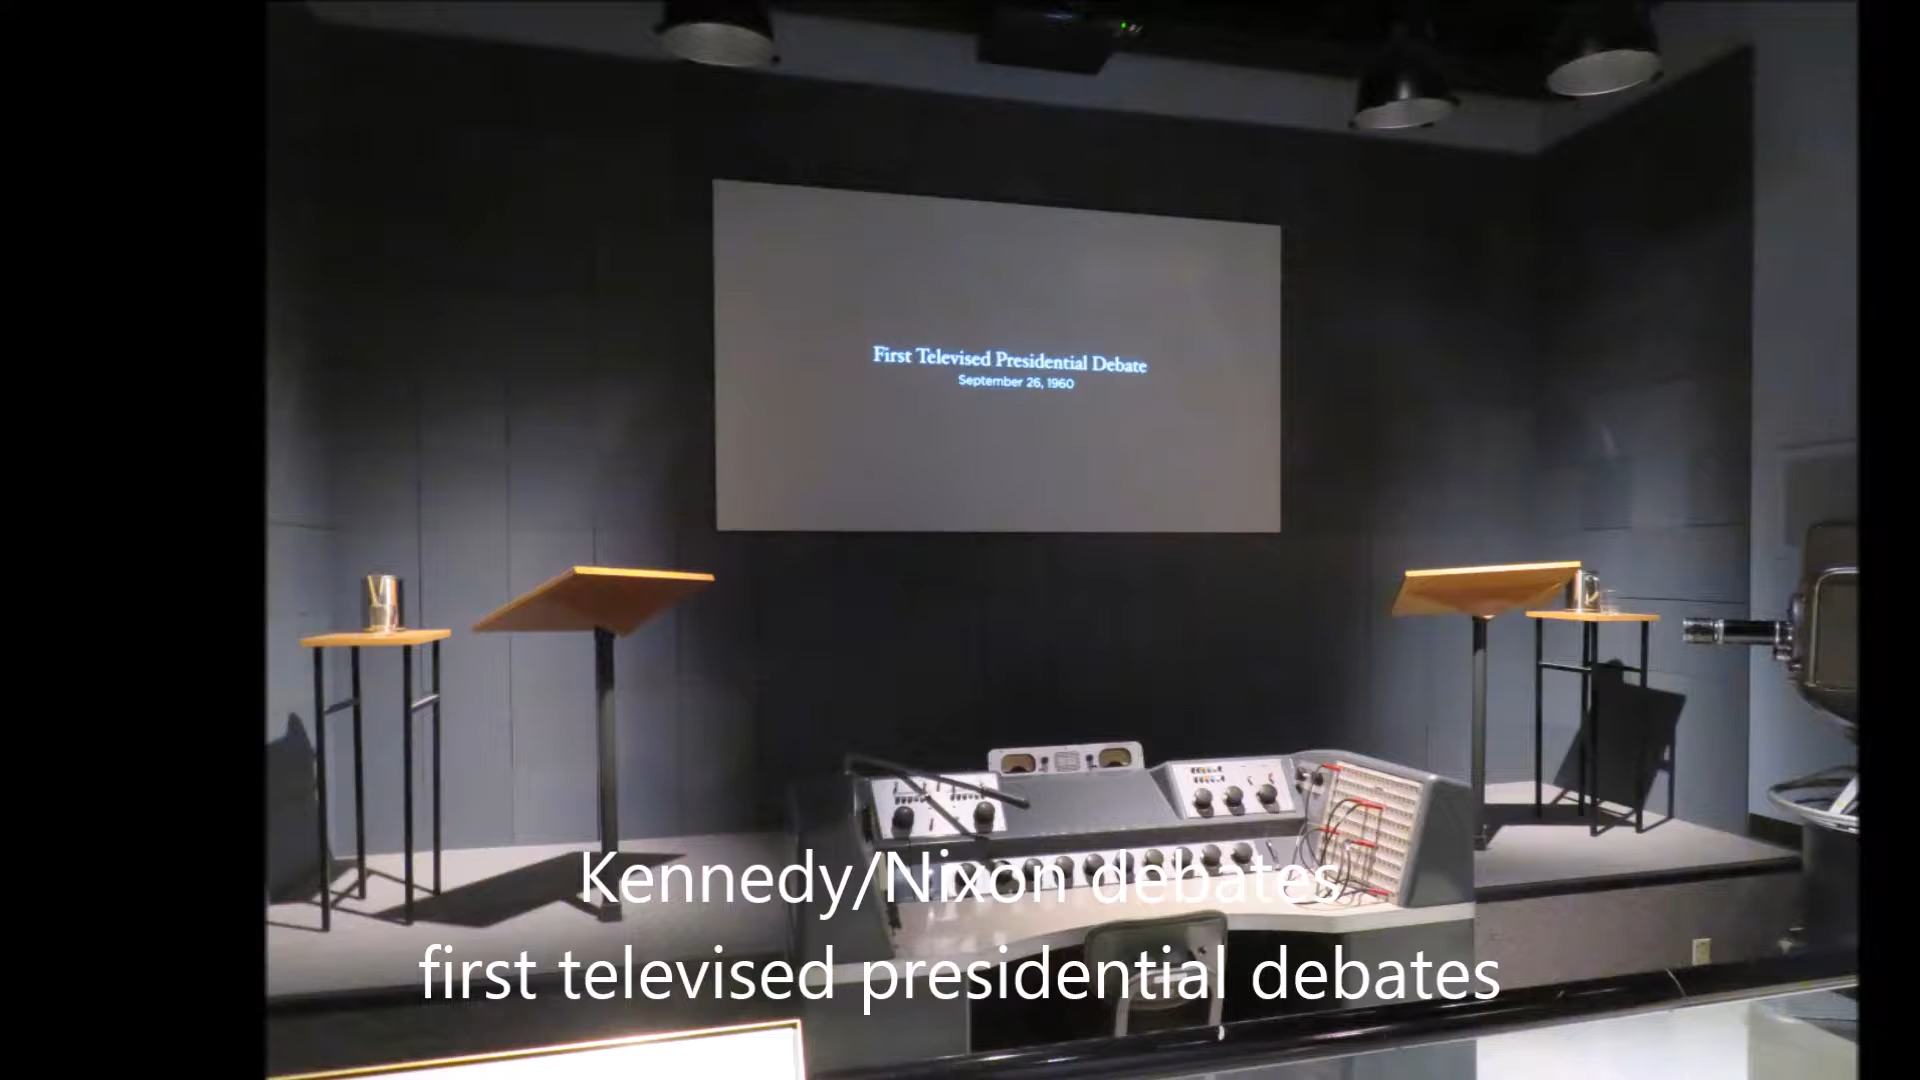 First Televised Presidential Debate
September 26, 1960
Kennedy/Nixon debates
first televised presidential debates